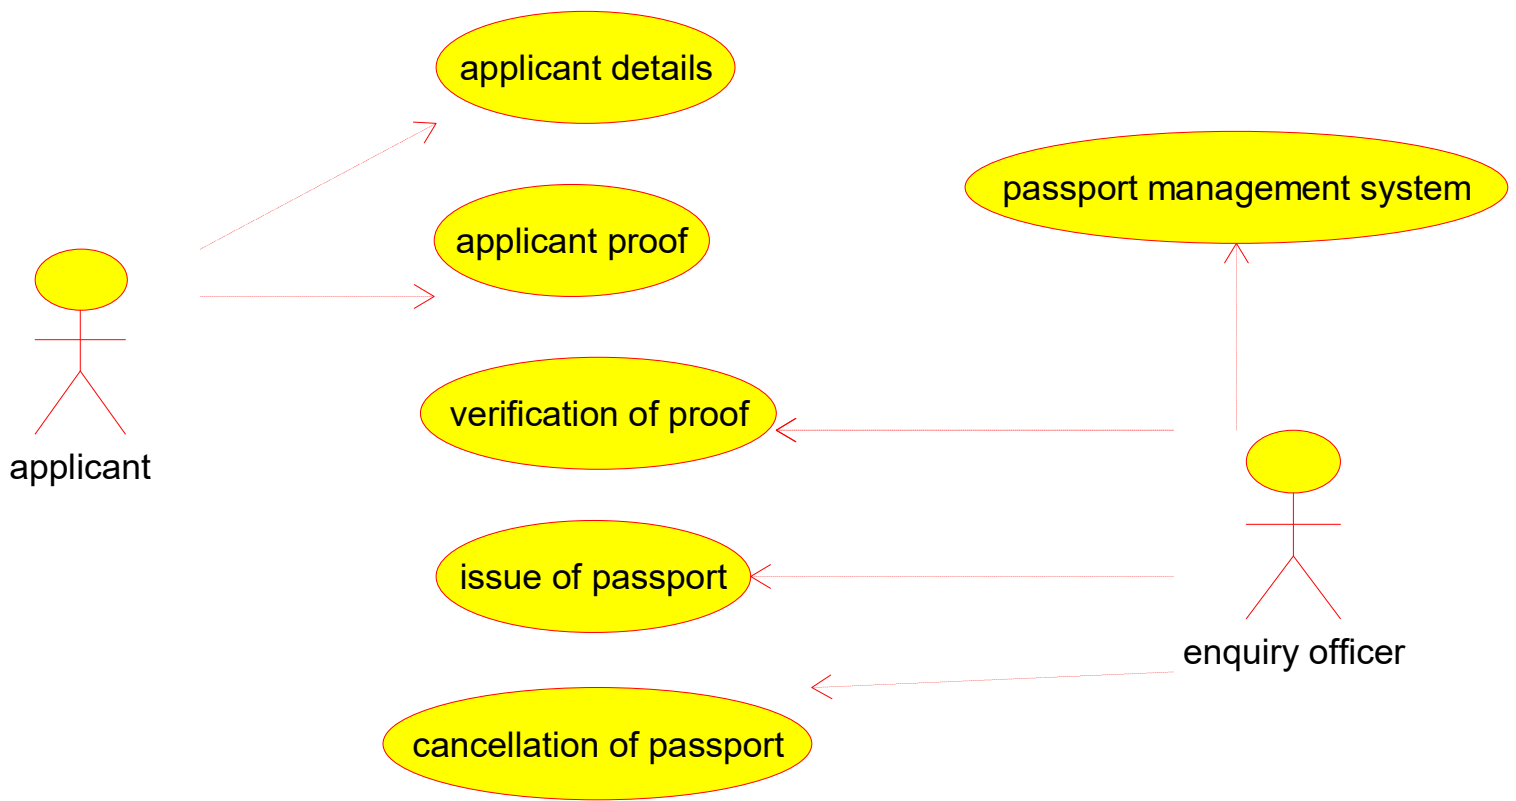 applicant details
passport management system
applicant proof
verification of proof
applicant
issue of passport
enquiry officer
cancellation of passport